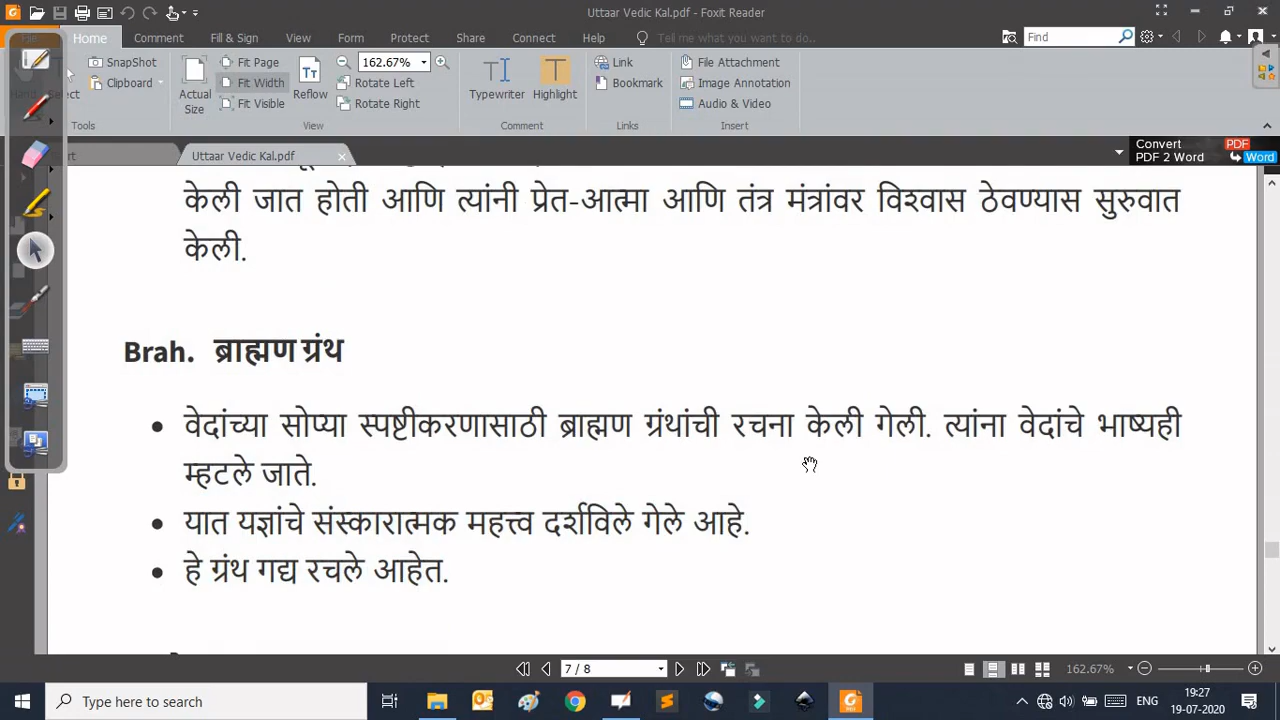 Uttaar Vedic Kal.pdf - Foxit Reader
File Home Comment Fill & Sign View Form Protect Share Connect Help Tell me what you want to do... Find
SnapShot
Clipboard
Select
Tools
Actual Size
Fit Page
Fit Width
Fit Visible
Reflow
162.67%
Rotate Left
Rotate Right
View
Typewriter Highlight
Comment
Link
Bookmark
Links
File Attachment
Image Annotation
Audio & Video
Insert
Uttaar Vedic Kal.pdf
Convert PDF
PDF 2 Word Word
केली जात होती आणि त्यांनी प्रेत-आत्मा आणि तंत्र मंत्रांवर विश्वास ठेवण्यास सुरुवात
केली.
Brah. ब्राह्मण ग्रंथ
• वेदांच्या सोप्या स्पष्टीकरणासाठी ब्राह्मण ग्रंथांची रचना केली गेली. त्यांना वेदांचे भाष्यही
म्हटले जाते.
• यात यज्ञांचे संस्कारात्मक महत्त्व दर्शविले गेले आहे.
• हे ग्रंथ गद्य रचले आहेत.
7 / 8
162.67%
Type here to search
ENG
19:27
19-07-2020